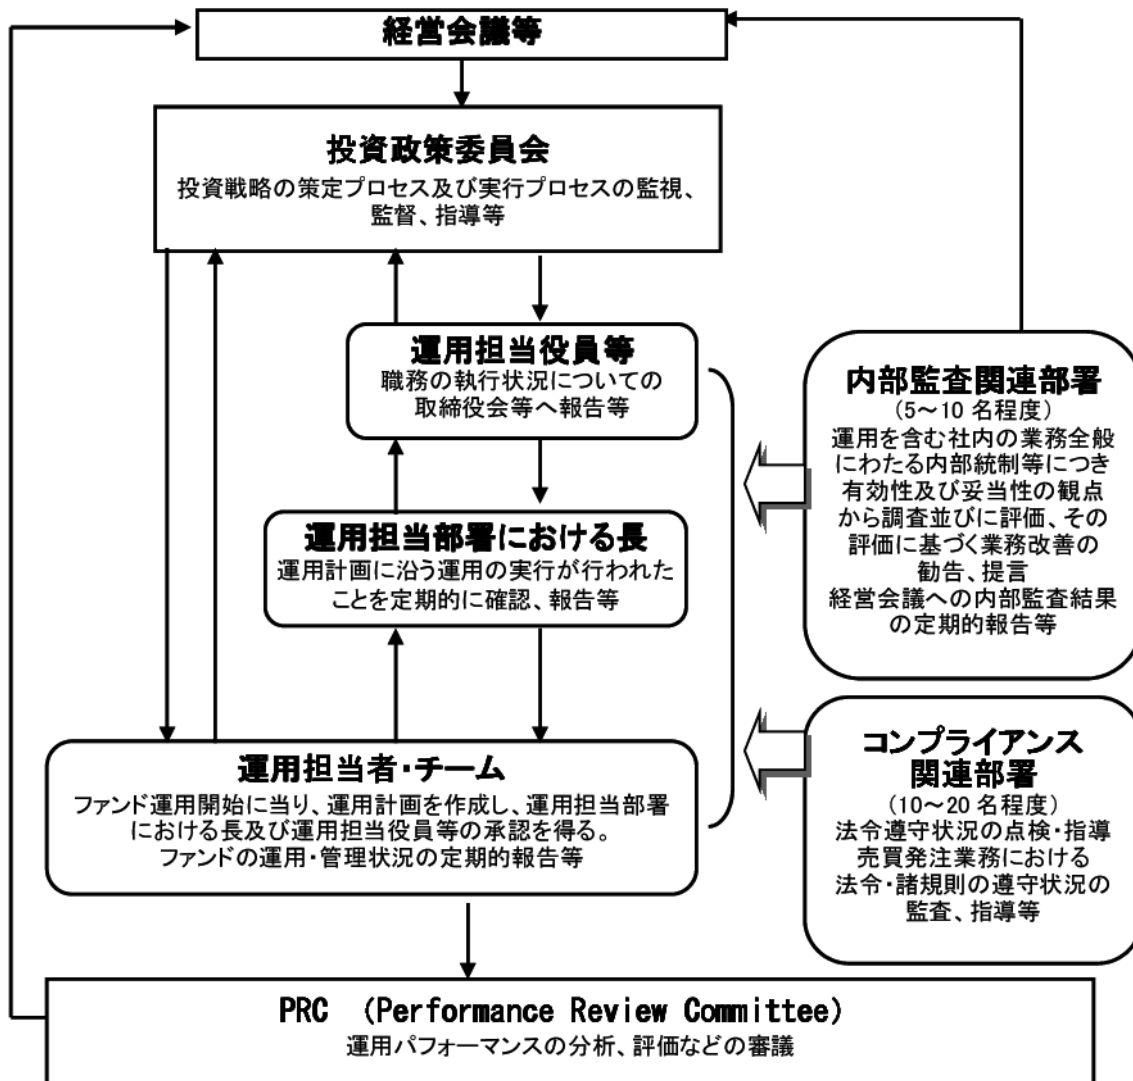 経営会議等
投資政策委員会
投資戦略の策定プロセス及び実行プロセスの監視、
監督、指導等
運用担当役員等
職務の執行状況についての
取締役会等へ報告等
運用担当部署における長
運用計画に沿う運用の実行が行われた
ことを定期的に確認、報告等
運用担当者・チーム
ファンド運用開始に当り、運用計画を作成し、運用担当部署
における長及び運用担当役員等の承認を得る。
ファンドの運用・管理状況の定期的報告等
内部監査関連部署
(5～10 名程度)
運用を含む社内の業務全般
にわたる内部統制等につき
有効性及び妥当性の観点
から調査並びに評価、その
評価に基づく業務改善の
勧告、提言
経営会議への内部監査結果
の定期的報告等
コンプライアンス
関連部署
(10～20 名程度)
法令遵守状況の点検・指導
売買発注業務における
法令・諸規則の遵守状況の
監査、指導等
PRC （Performance Review Committee）
運用パフォーマンスの分析、評価などの審議